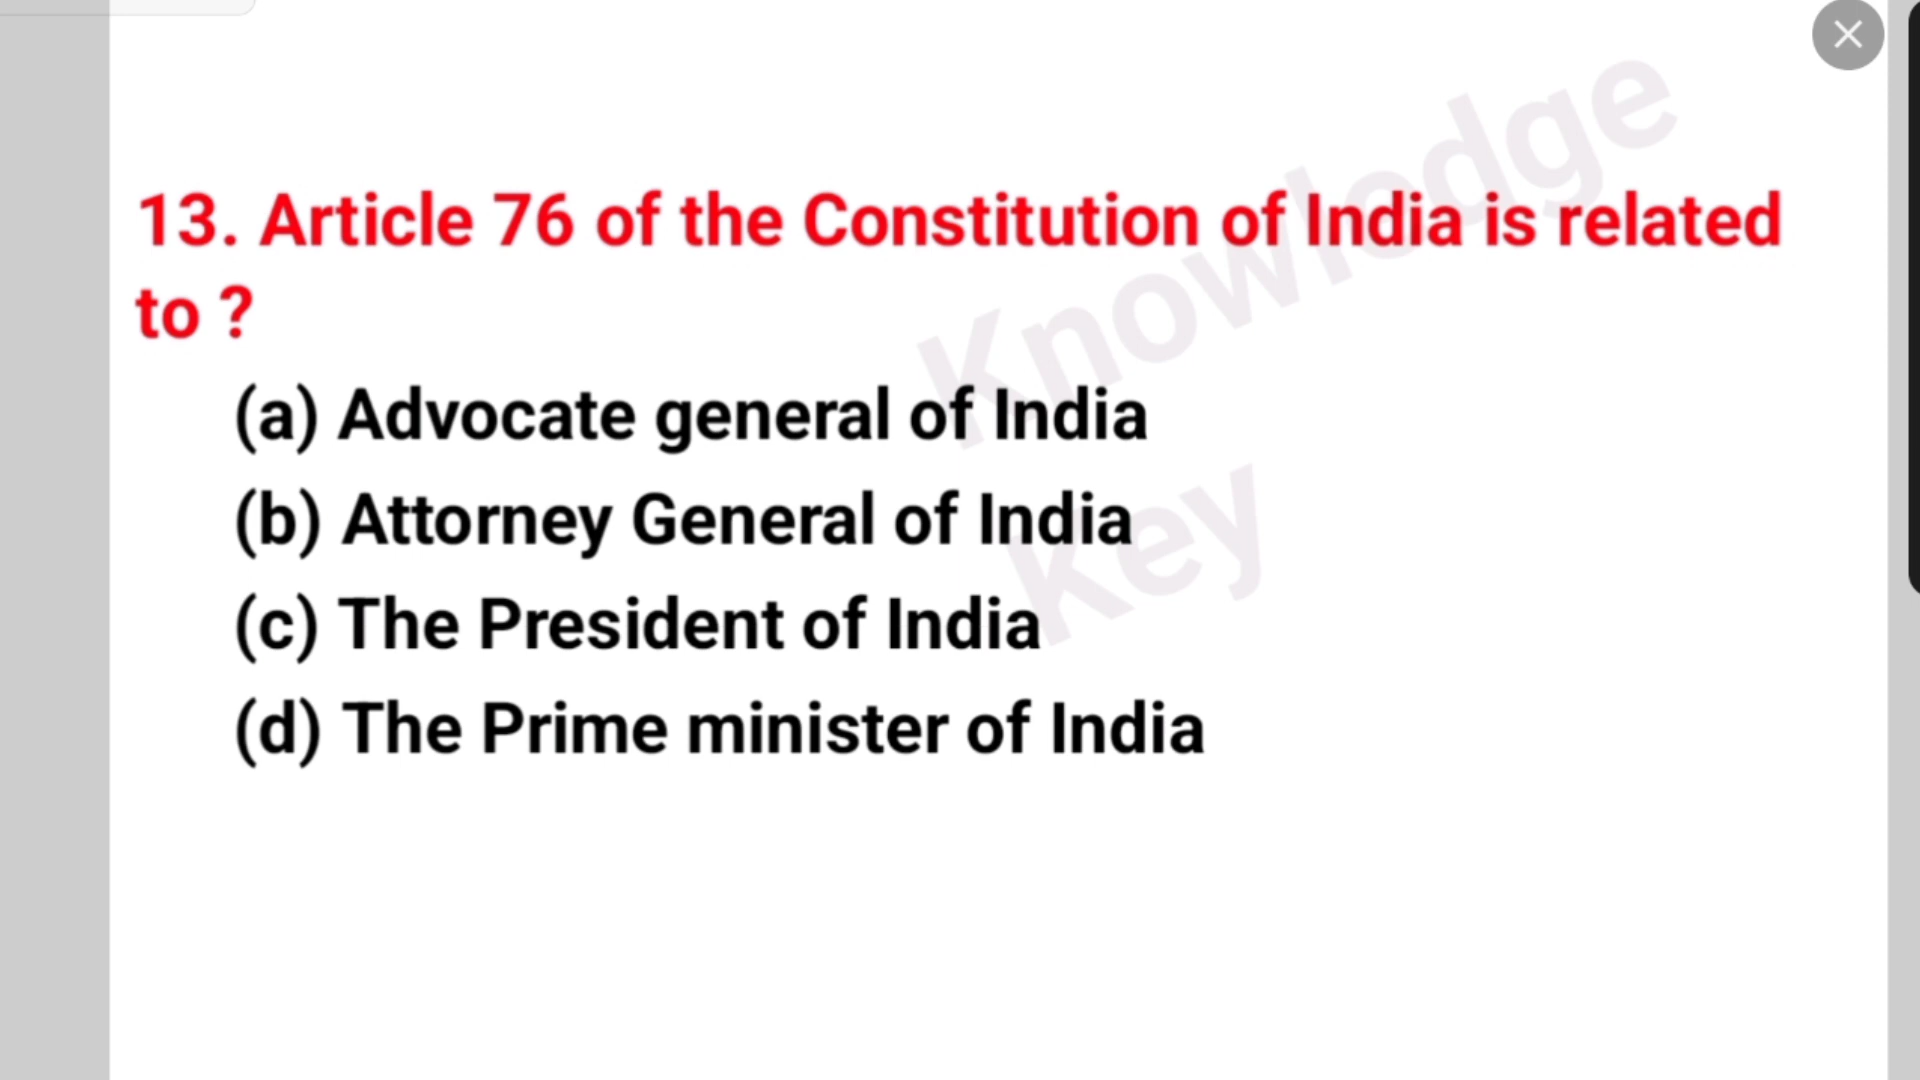 13. Article 76 of the Constitution of India is related
to ?
(a) Advocate general of India
(b) Attorney General of India
(c) The President of India
(d) The Prime minister of India
Knowledge
Key